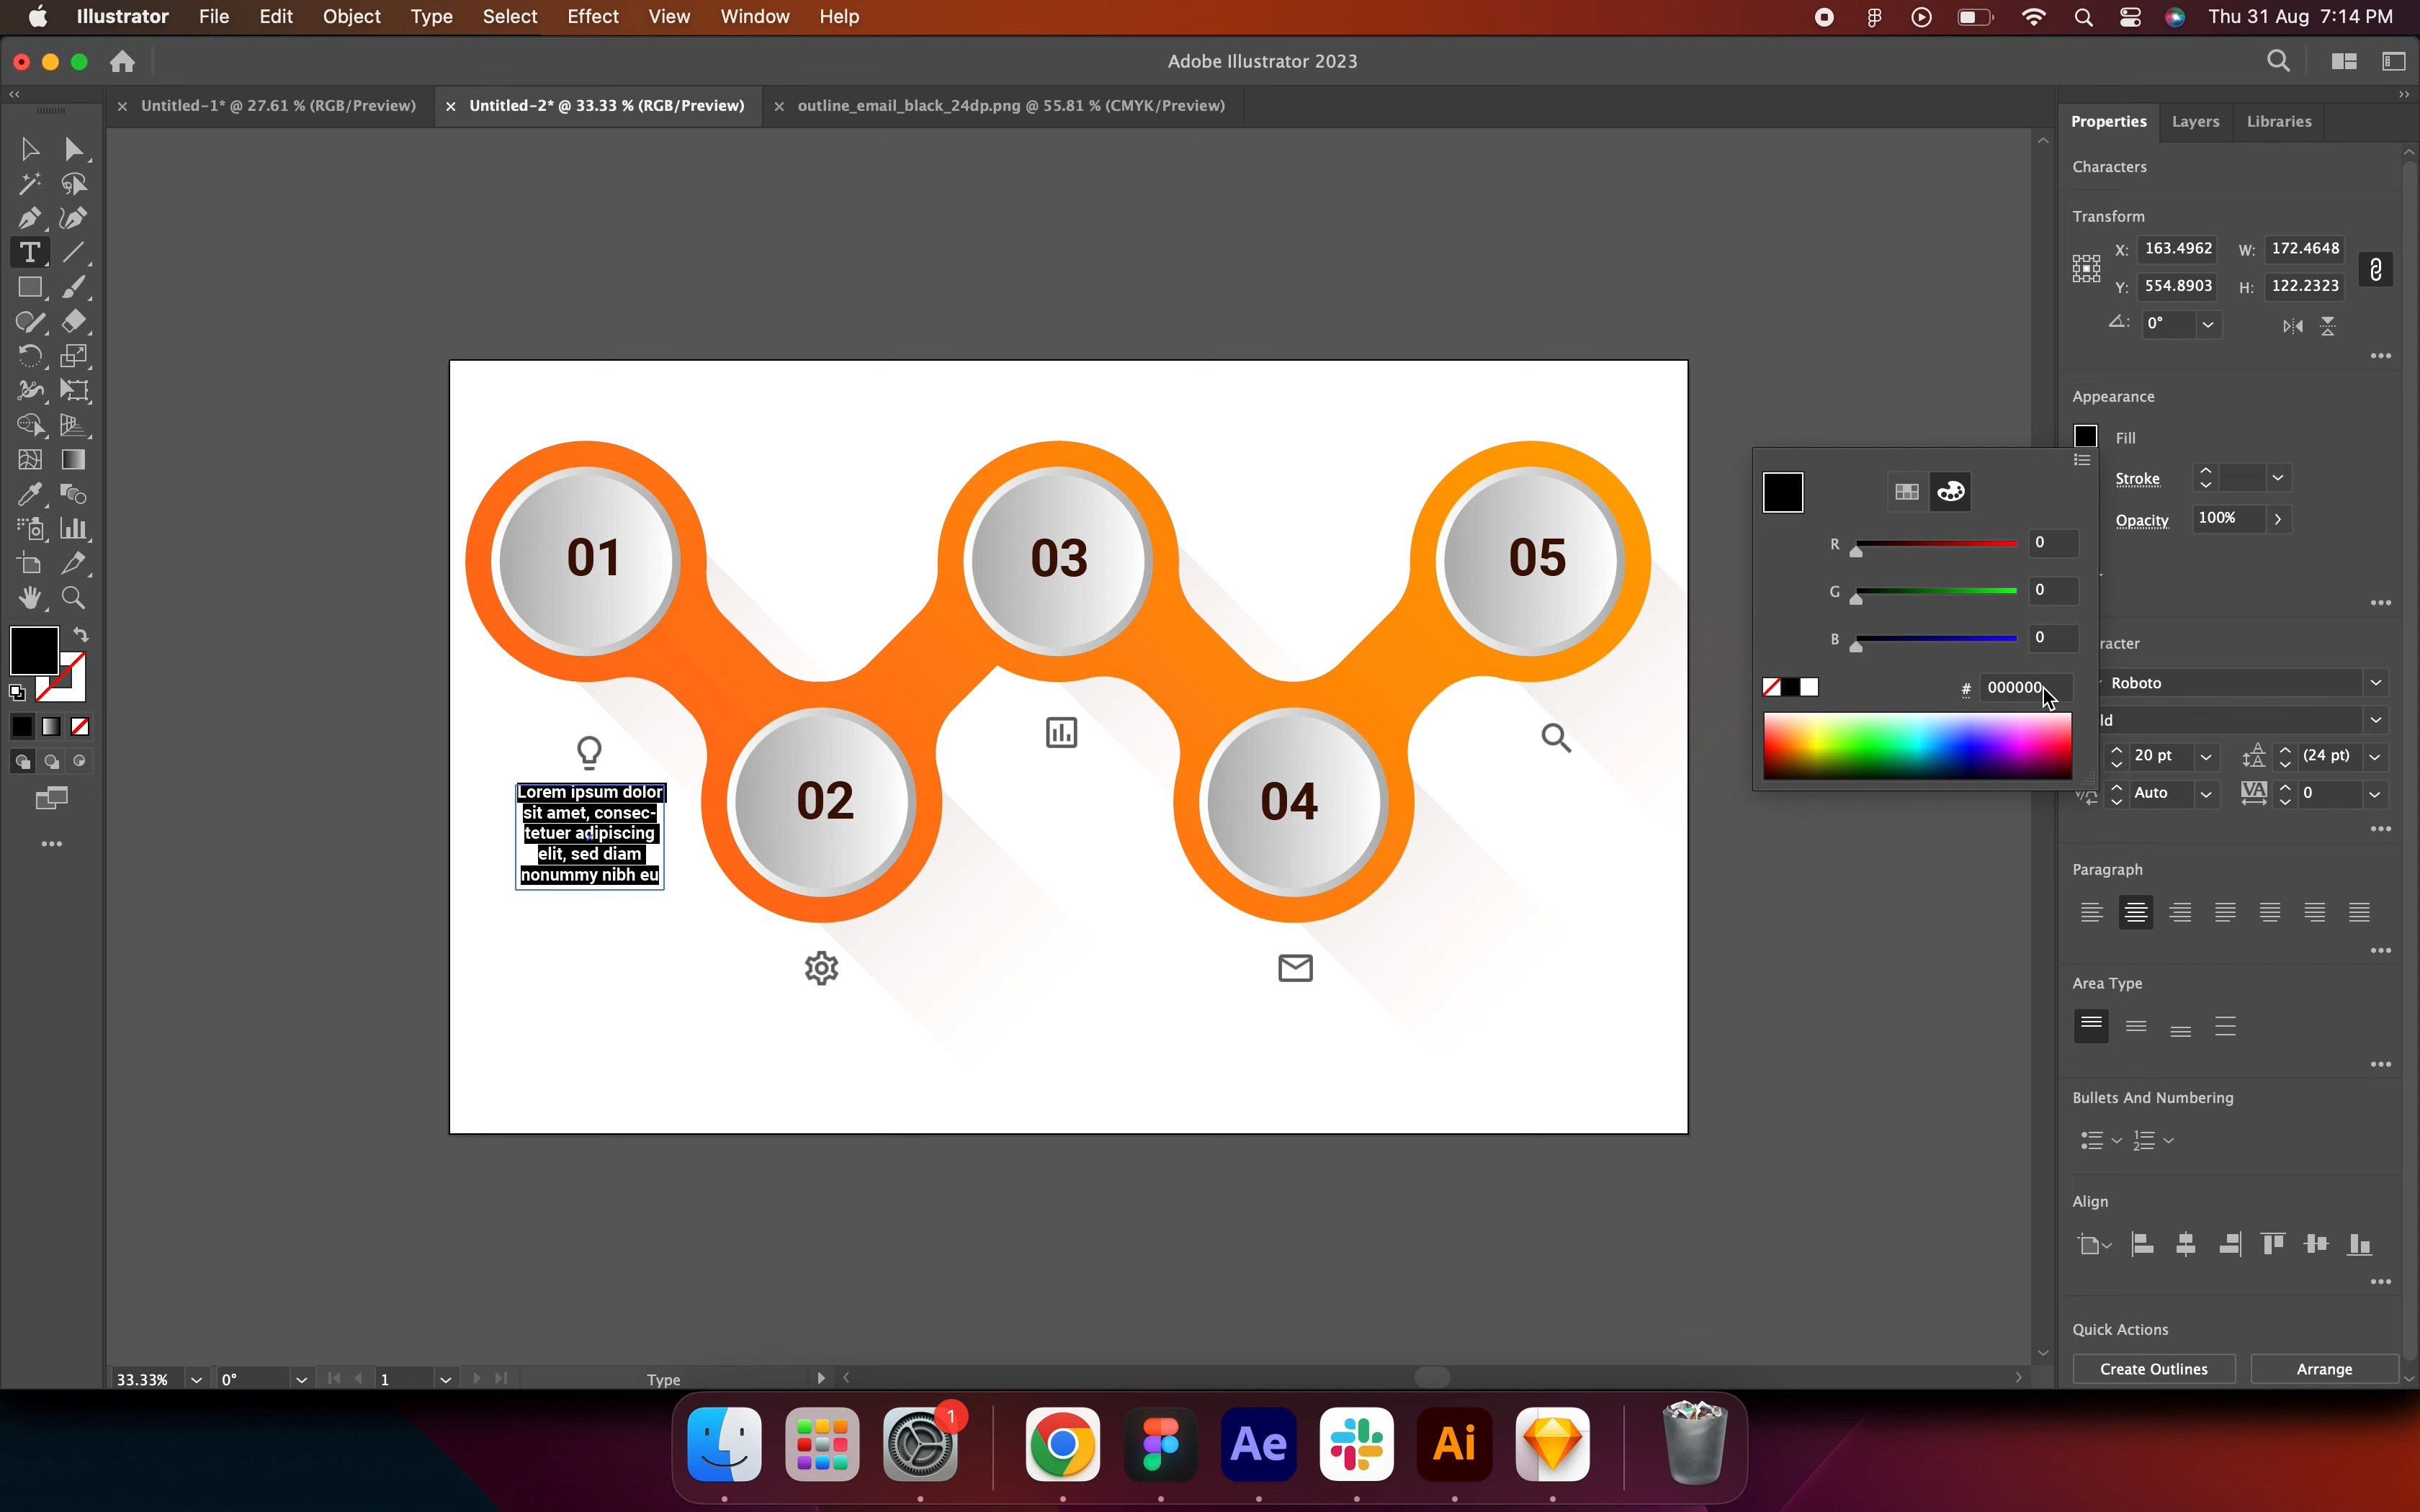 Illustrator File Edit Object Type Select Effect View Window Help Thu 31 Aug 7:14 PM
Adobe Illustrator 2023
Untitled-1* @ 27.61 % (RGB/Preview) Untitled-2* @ 33.33 % (RGB/Preview) outline_email_black_24dp.png @ 55.81 % (CMYK/Preview)
Properties Layers Libraries
Characters
Transform
X: 163.4962 W: 172.4648
Y: 554.8903 H: 122.2323
0°
Appearance
Fill
Stroke
Opacity 100%
R 0
G 0
B 0
# 000000
racter
Roboto
ld
20 pt (24 pt)
Auto 0
Paragraph
Area Type
Bullets And Numbering
Align
Quick Actions
Create Outlines Arrange
01
03
05
02
04
Lorem ipsum dolor
sit amet, consec-
tetuer adipiscing
elit, sed diam
nonummy nibh eu
33.33% 0° 1 Type
1
Ae
Ai